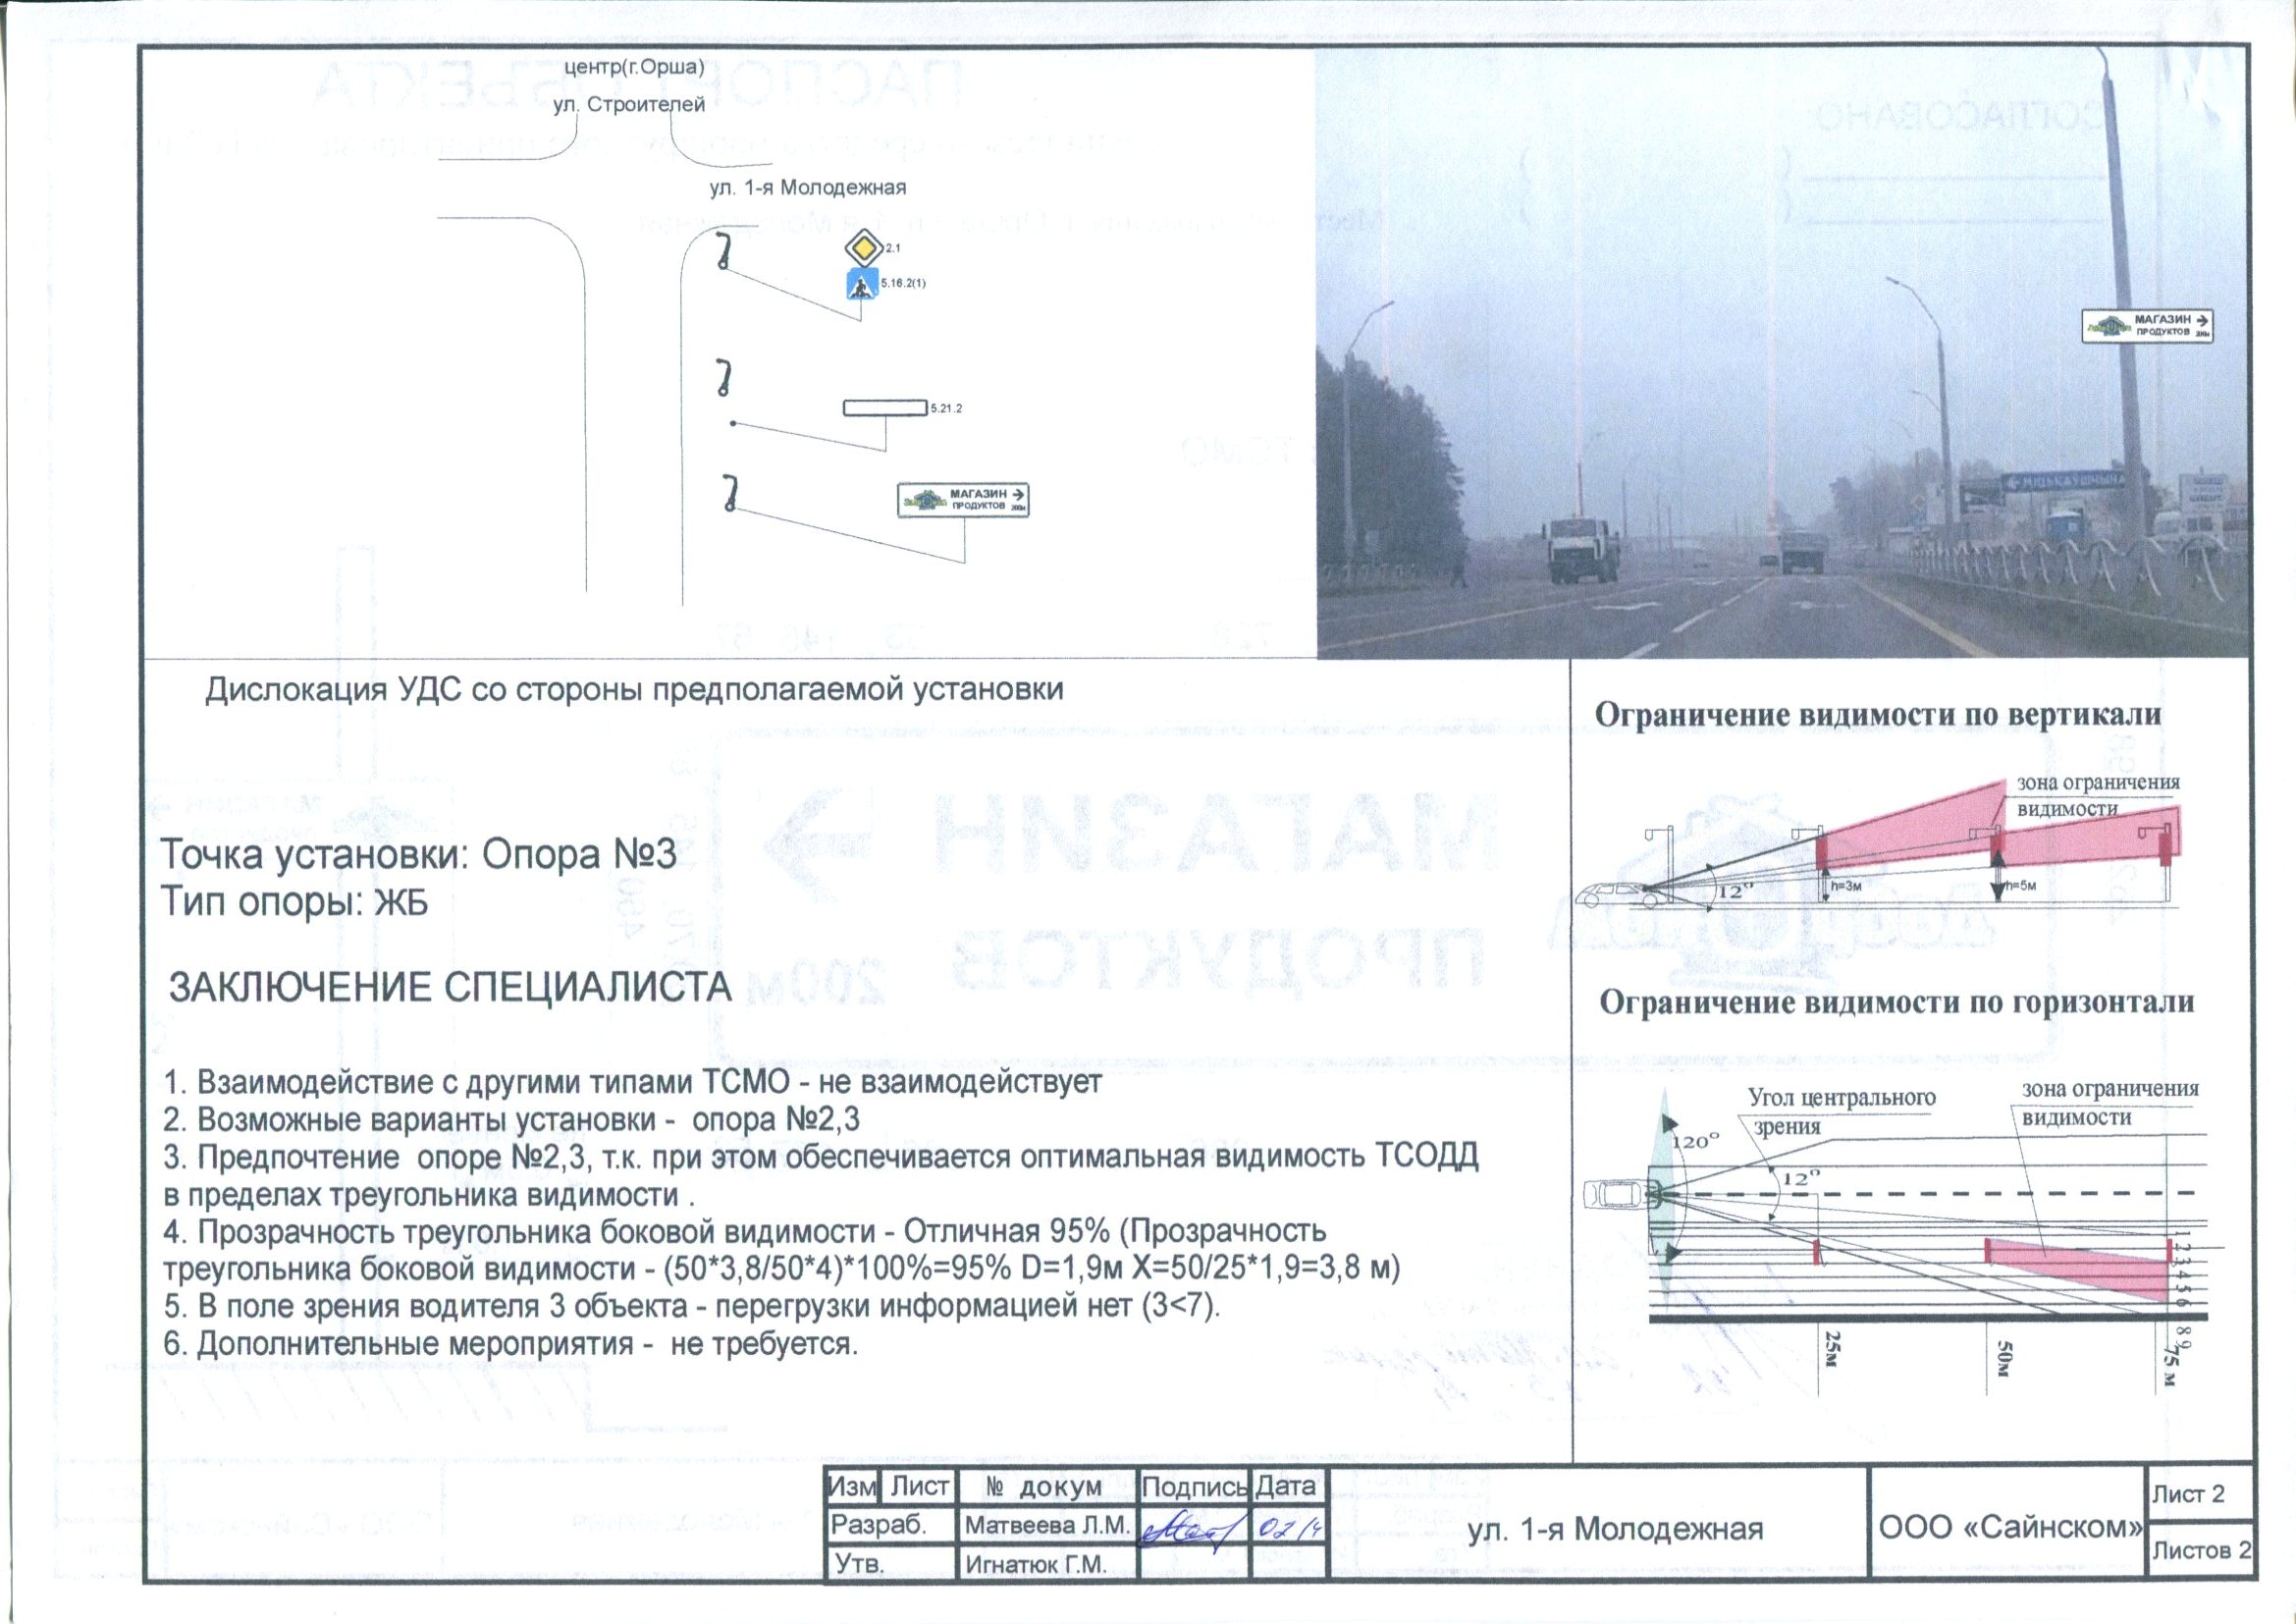 центр(г.Орша)
ул. Строителей
ул. 1-я Молодежная
2.1
5.16.2(1)
5.21.2
МАГАЗИН
ПРОДУКТОВ 200м
МАГАЗИН
ПРОДУКТОВ
Дислокация УДС со стороны предполагаемой установки
Точка установки: Опора №3
Тип опоры: ЖБ
ЗАКЛЮЧЕНИЕ СПЕЦИАЛИСТА
1. Взаимодействие с другими типами ТСМО - не взаимодействует
2. Возможные варианты установки - опора №2,3
3. Предпочтение опоре №2,3, т.к. при этом обеспечивается оптимальная видимость ТСОДД
в пределах треугольника видимости .
4. Прозрачность треугольника боковой видимости - Отличная 95% (Прозрачность
треугольника боковой видимости - (50*3,8/50*4)*100%=95% D=1,9м X=50/25*1,9=3,8 м)
5. В поле зрения водителя 3 объекта - перегрузки информацией нет (3<7).
6. Дополнительные мероприятия - не требуется.
Ограничение видимости по вертикали
зона ограничения
видимости
12°
h=3м
h=5м
Ограничение видимости по горизонтали
Угол центрального
зрения
зона ограничения
видимости
120°
12°
1 2 3 4 5 6 8 9
25м
50м
75 м
Изм Лист № докум Подпись Дата
Разраб. Матвеева Л.М.
Утв. Игнатюк Г.М.
ул. 1-я Молодежная
ООО «Сайнском»
Лист 2
Листов 2